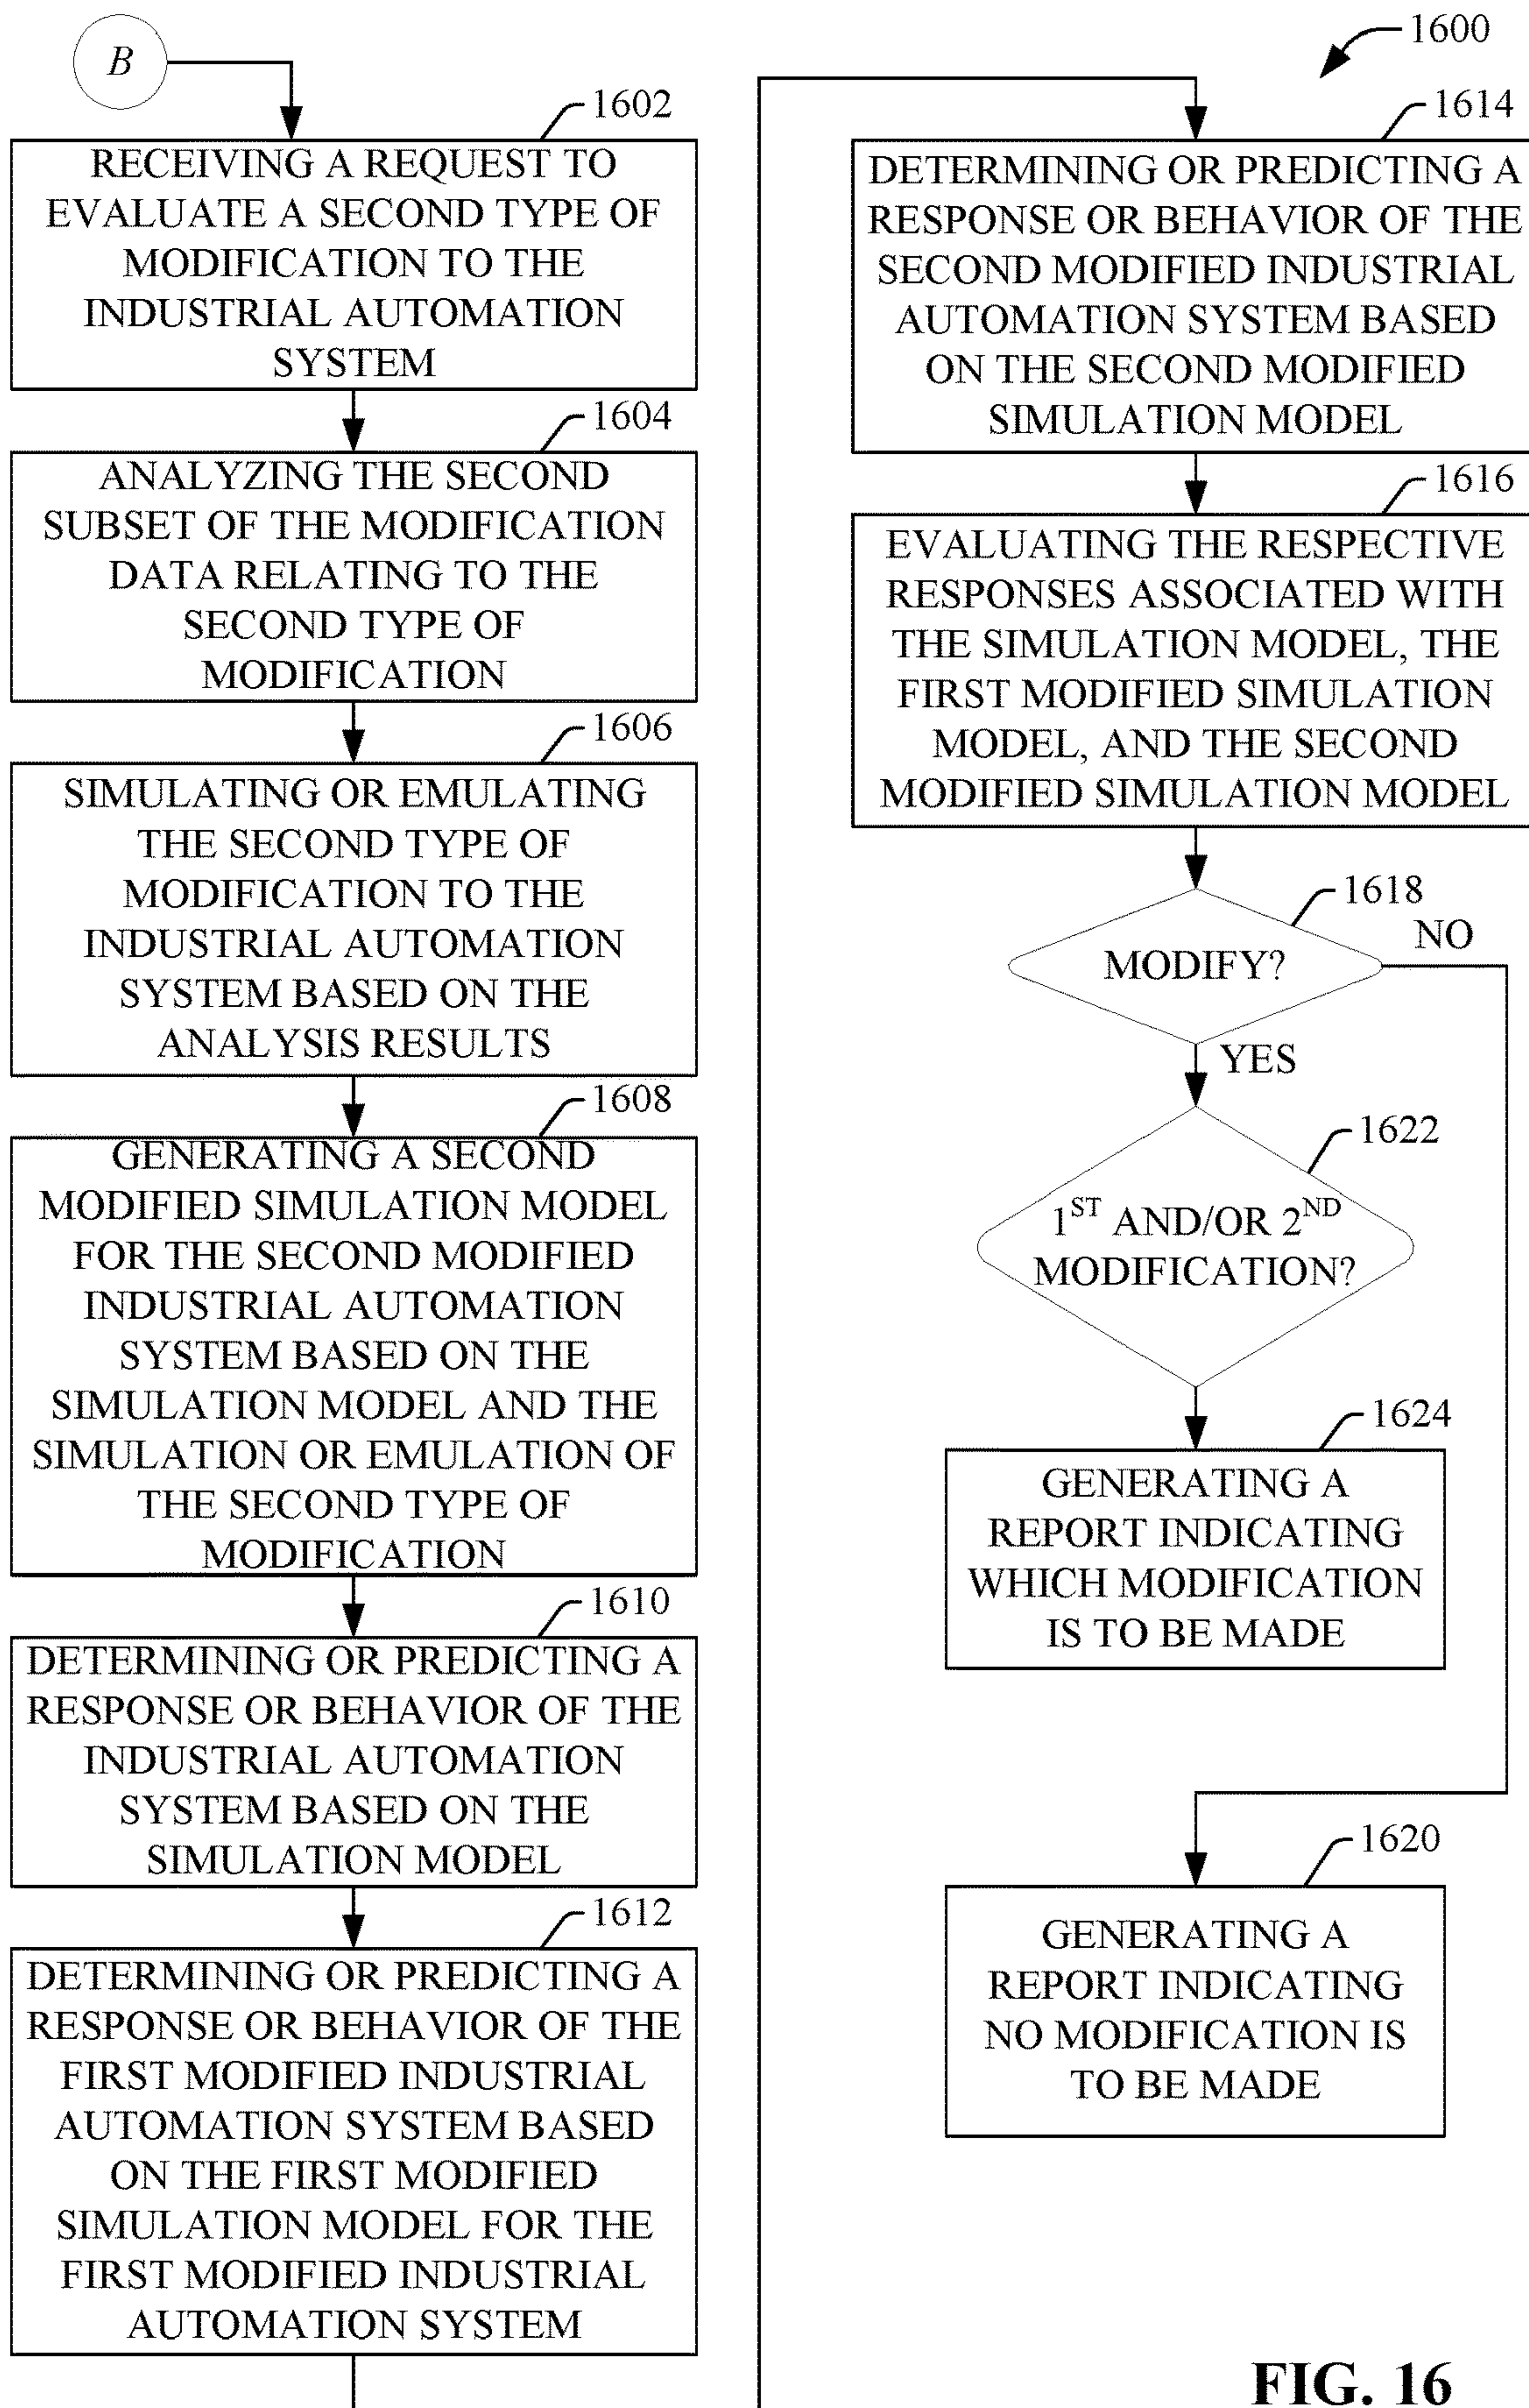 B
1602
RECEIVING A REQUEST TO
EVALUATE A SECOND TYPE OF
MODIFICATION TO THE
INDUSTRIAL AUTOMATION
SYSTEM
1604
ANALYZING THE SECOND
SUBSET OF THE MODIFICATION
DATA RELATING TO THE
SECOND TYPE OF
MODIFICATION
1606
SIMULATING OR EMULATING
THE SECOND TYPE OF
MODIFICATION TO THE
INDUSTRIAL AUTOMATION
SYSTEM BASED ON THE
ANALYSIS RESULTS
1608
GENERATING A SECOND
MODIFIED SIMULATION MODEL
FOR THE SECOND MODIFIED
INDUSTRIAL AUTOMATION
SYSTEM BASED ON THE
SIMULATION MODEL AND THE
SIMULATION OR EMULATION OF
THE SECOND TYPE OF
MODIFICATION
1610
DETERMINING OR PREDICTING A
RESPONSE OR BEHAVIOR OF THE
INDUSTRIAL AUTOMATION
SYSTEM BASED ON THE
SIMULATION MODEL
1612
DETERMINING OR PREDICTING A
RESPONSE OR BEHAVIOR OF THE
FIRST MODIFIED INDUSTRIAL
AUTOMATION SYSTEM BASED
ON THE FIRST MODIFIED
SIMULATION MODEL FOR THE
FIRST MODIFIED INDUSTRIAL
AUTOMATION SYSTEM
1600
1614
DETERMINING OR PREDICTING A
RESPONSE OR BEHAVIOR OF THE
SECOND MODIFIED INDUSTRIAL
AUTOMATION SYSTEM BASED
ON THE SECOND MODIFIED
SIMULATION MODEL
1616
EVALUATING THE RESPECTIVE
RESPONSES ASSOCIATED WITH
THE SIMULATION MODEL, THE
FIRST MODIFIED SIMULATION
MODEL, AND THE SECOND
MODIFIED SIMULATION MODEL
1618
NO
MODIFY?
YES
1622
1ST AND/OR 2ND
MODIFICATION?
1624
GENERATING A
REPORT INDICATING
WHICH MODIFICATION
IS TO BE MADE
1620
GENERATING A
REPORT INDICATING
NO MODIFICATION IS
TO BE MADE
FIG. 16